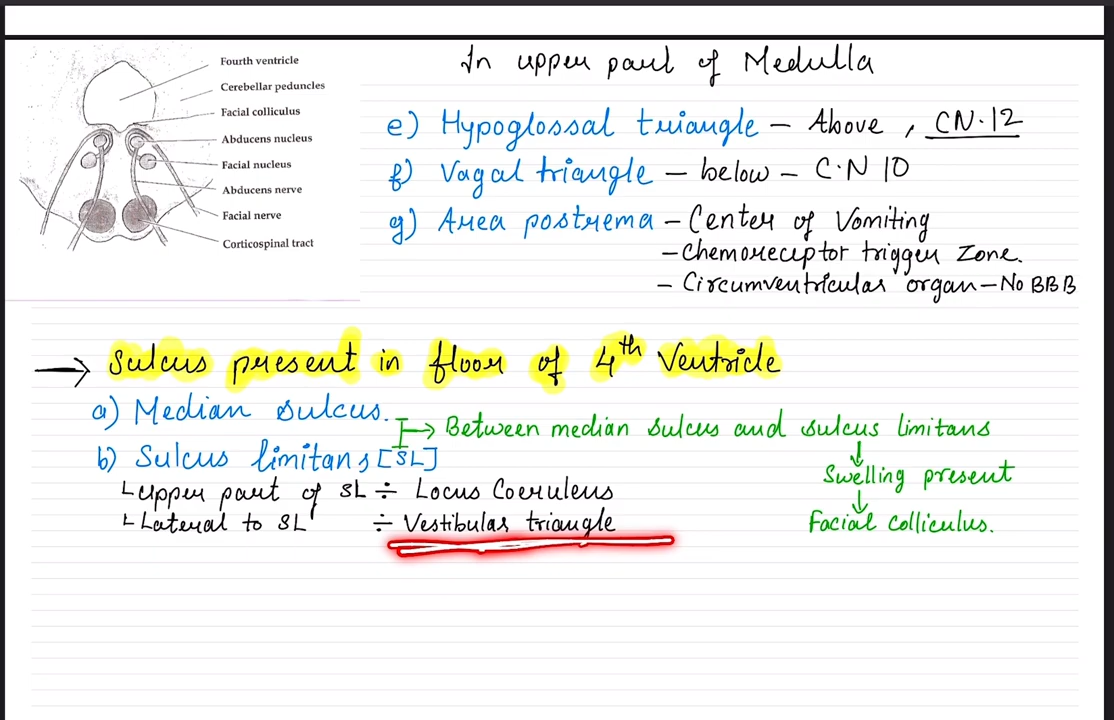 Fourth ventricle
Cerebellar peduncles
Facial colliculus
Abducens nucleus
Facial nucleus
Abducens nerve
Facial nerve
Corticospinal tract
In upper part of Medulla
e) Hypoglossal triangle - Above , CN.12
f) Vagal triangle - below - C.N 10
g) Area postrema - Center of Vomiting
- Chemoreceptor trigger Zone.
- Circumventricular organ - No BBB
→ Sulcus present in floor of 4th Ventricle
a) Median sulcus.
→ Between median sulcus and sulcus limitans
b) Sulcus limitans [SL]
↓
Swelling present
↓
Facial colliculus.
└ upper part of SL ÷ Locus Coeruleus
└ Lateral to SL ÷ Vestibular triangle